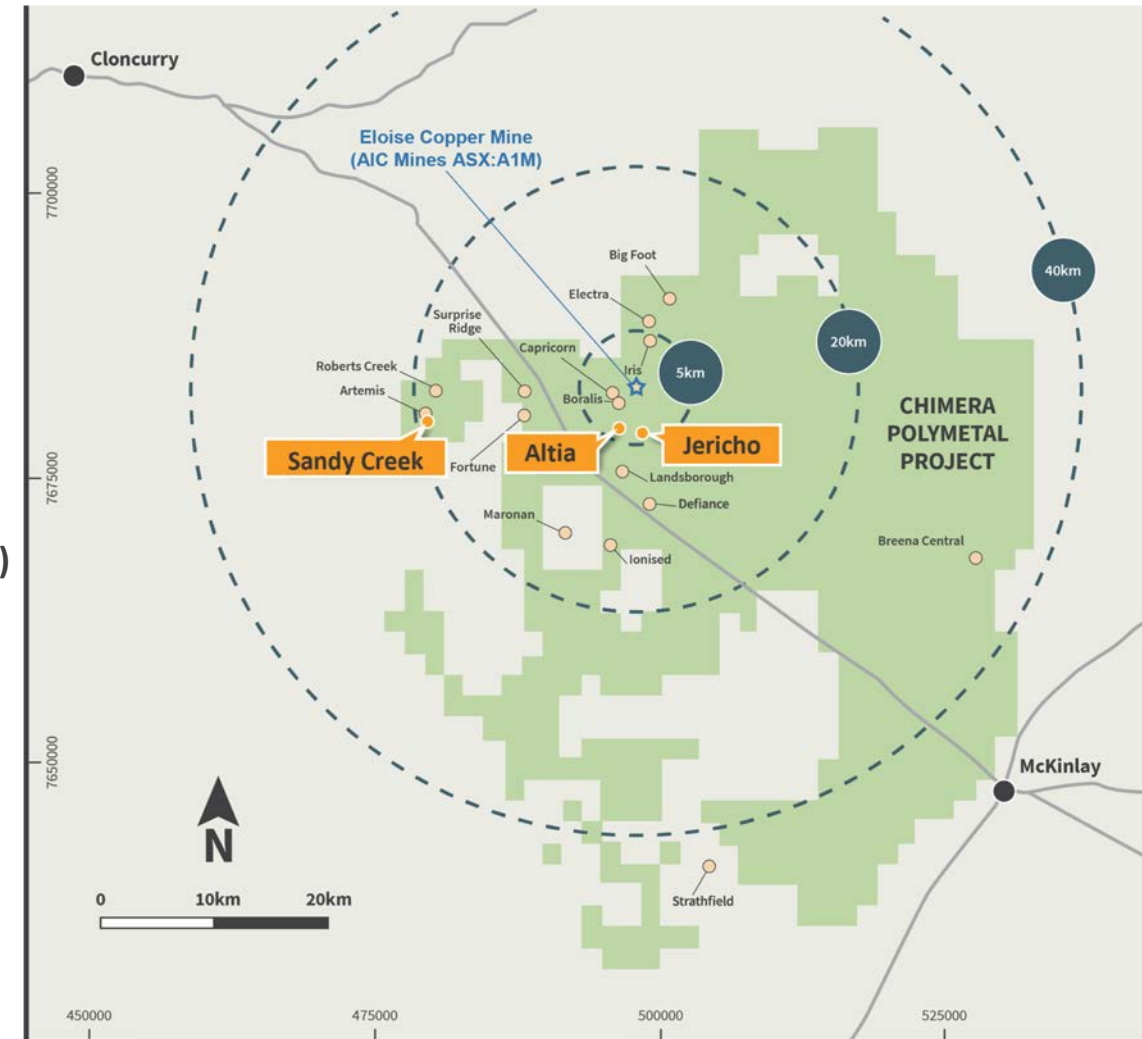 Cloncurry
Eloise Copper Mine
(AIC Mines ASX:A1M)
7700000
40km
Big Foot
Electra
Surprise
Ridge
20km
Capricorn
Iris
5km
Roberts Creek
Boralis
Artemis
CHIMERA
POLYMETAL
PROJECT
Sandy Creek
Fortune
Altia
Jericho
7675000
Landsborough
Defiance
Maronan
Breena Central
Ionised
)
7650000
McKinlay
N
Strathfield
0 10km 20km
450000 475000 500000 525000